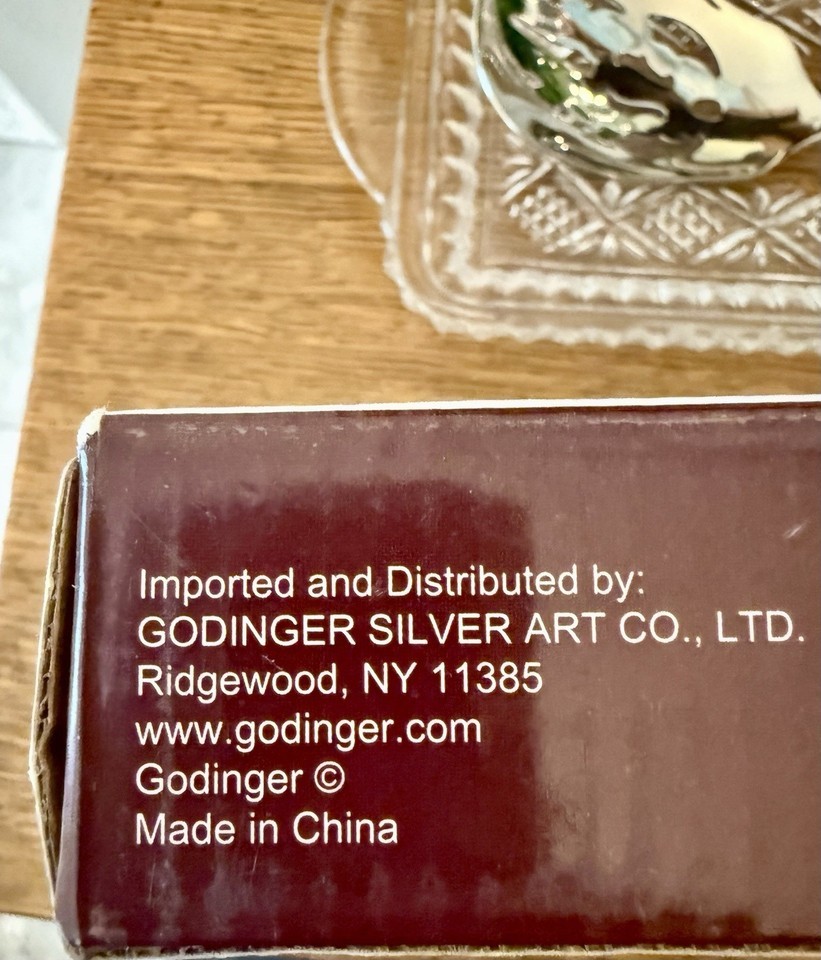 Imported and Distributed by:
GODINGER SILVER ART CO., LTD.
Ridgewood, NY 11385
www.godinger.com
Godinger ©
Made in China